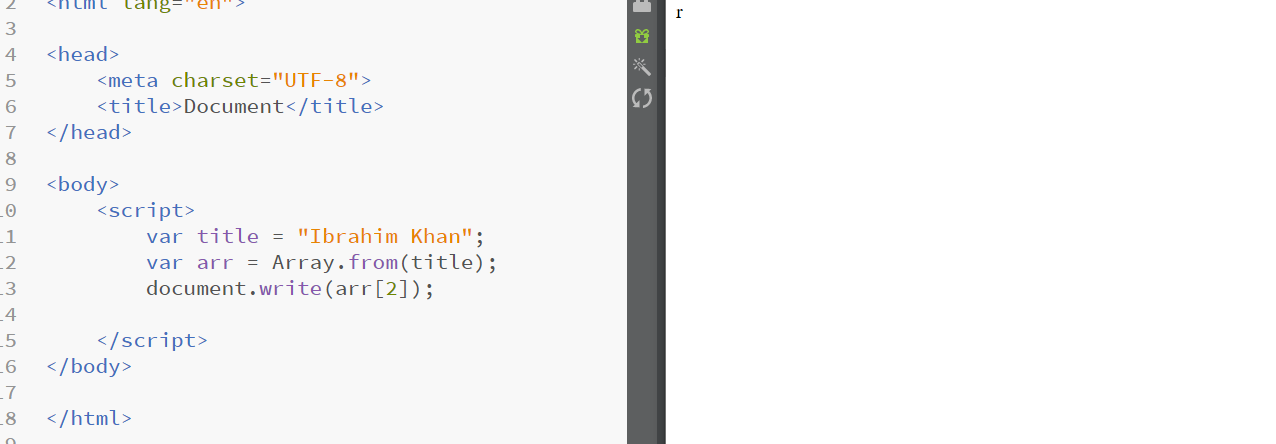 2 <html lang="en">
3
4 <head>
5 <meta charset="UTF-8">
6 <title>Document</title>
7 </head>
8
9 <body>
10 <script>
11 var title = "Ibrahim Khan";
12 var arr = Array.from(title);
13 document.write(arr[2]);
14
15 </script>
16 </body>
17
18 </html>
r